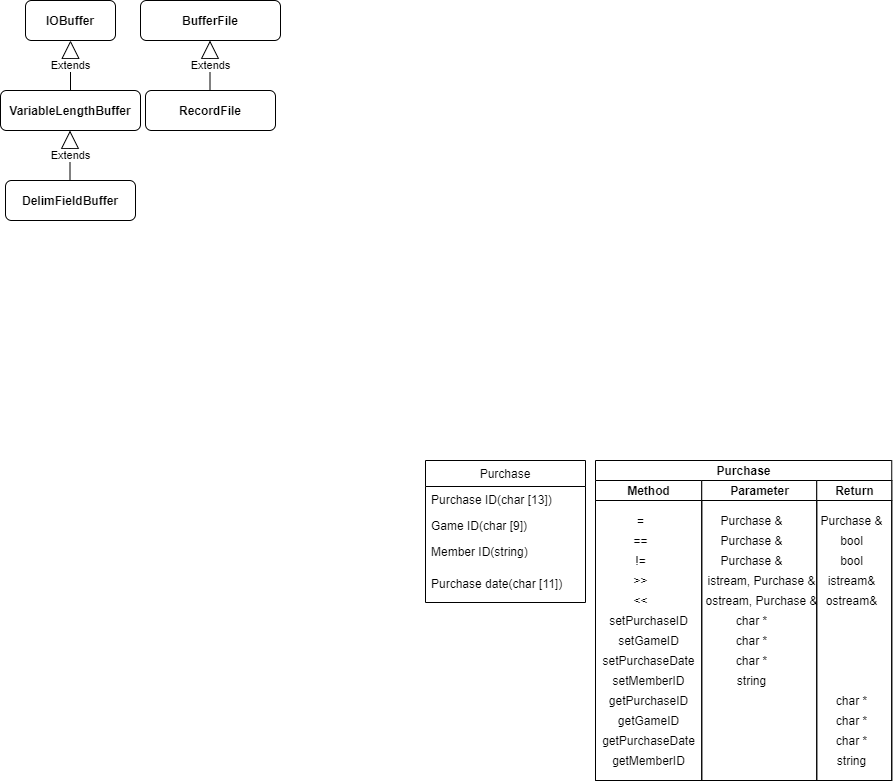 IOBuffer
BufferFile
Extends
Extends
VariableLengthBuffer
RecordFile
Extends
DelimFieldBuffer
Purchase
Purchase ID(char [13])
Game ID(char [9])
Member ID(string)
Purchase date(char [11])
Purchase
Method Parameter Return
= Purchase & Purchase &
== Purchase & bool
!= Purchase & bool
>> istream, Purchase & istream&
<< ostream, Purchase & ostream&
setPurchaseID char *
setGameID char *
setPurchaseDate char *
setMemberID string
getPurchaseID char *
getGameID char *
getPurchaseDate char *
getMemberID string